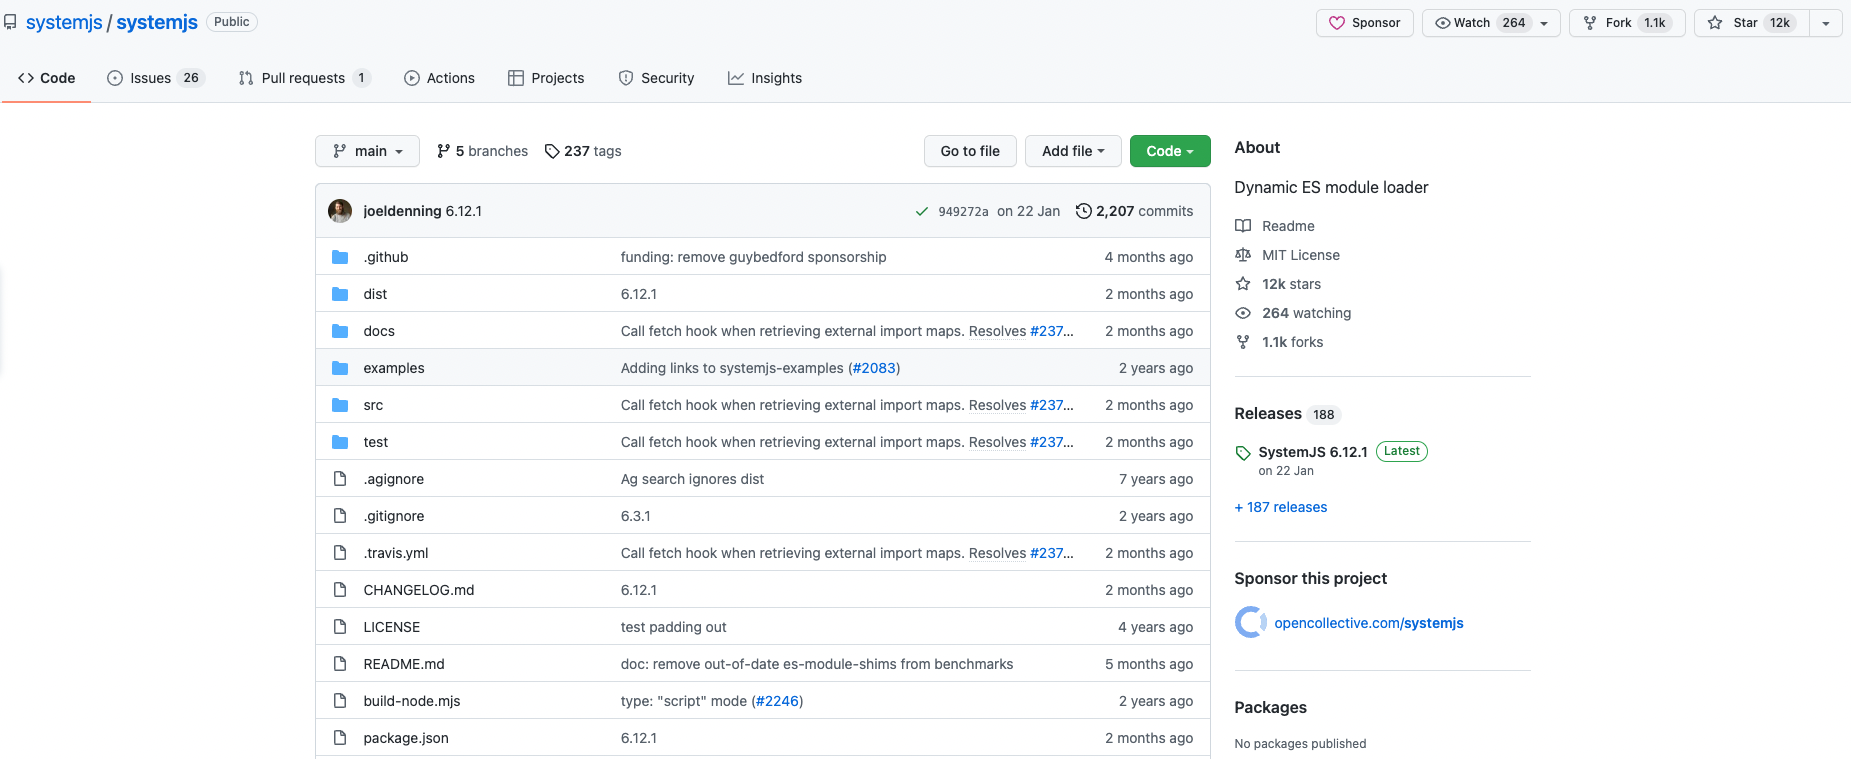 systemjs / systemjs Public
Sponsor Watch 264 Fork 1.1k Star 12k
Code Issues 26 Pull requests 1 Actions Projects Security Insights
main 5 branches 237 tags Go to file Add file Code
joeldenning 6.12.1 949272a on 22 Jan 2,207 commits
.github funding: remove guybedford sponsorship 4 months ago
dist 6.12.1 2 months ago
docs Call fetch hook when retrieving external import maps. Resolves #237... 2 months ago
examples Adding links to systemjs-examples (#2083) 2 years ago
src Call fetch hook when retrieving external import maps. Resolves #237... 2 months ago
test Call fetch hook when retrieving external import maps. Resolves #237... 2 months ago
.agignore Ag search ignores dist 7 years ago
.gitignore 6.3.1 2 years ago
.travis.yml Call fetch hook when retrieving external import maps. Resolves #237... 2 months ago
CHANGELOG.md 6.12.1 2 months ago
LICENSE test padding out 4 years ago
README.md doc: remove out-of-date es-module-shims from benchmarks 5 months ago
build-node.mjs type: "script" mode (#2246) 2 years ago
package.json 6.12.1 2 months ago
About
Dynamic ES module loader
Readme
MIT License
12k stars
264 watching
1.1k forks
Releases 188
SystemJS 6.12.1 Latest
on 22 Jan
+ 187 releases
Sponsor this project
opencollective.com/systemjs
Packages
No packages published